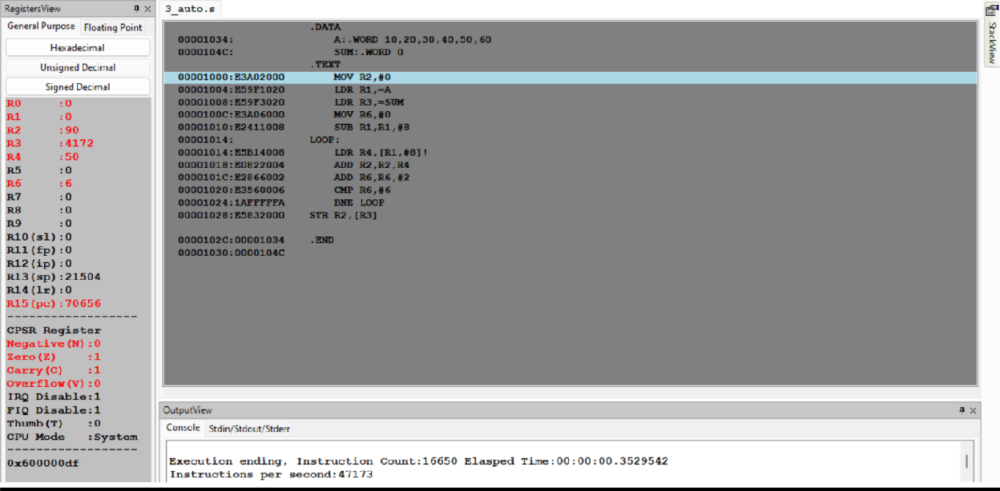 RegistersView
General Purpose Floating Point
Hexadecimal
Unsigned Decimal
Signed Decimal
R0 :0
R1 :0
R2 :90
R3 :4172
R4 :50
R5 :0
R6 :6
R7 :0
R8 :0
R9 :0
R10(sl):0
R11(fp):0
R12(ip):0
R13(sp):21504
R14(lr):0
R15(pc):70656
--------------------
CPSR Register
Negative(N):0
Zero(Z) :1
Carry(C) :1
Overflow(V):0
IRQ Disable:1
FIQ Disable:1
Thumb(T) :0
CPU Mode :System
--------------------
0x600000df
3_auto.s
.DATA
00001034: A:.WORD 10,20,30,40,50,60
0000104C: SUM:.WORD 0
.TEXT
00001000:E3A02000 MOV R2,#0
00001004:E59F1020 LDR R1,=A
00001008:E59F3020 LDR R3,=SUM
0000100C:E3A06000 MOV R6,#0
00001010:E2411008 SUB R1,R1,#8
00001014: LOOP:
00001014:E5B14008 LDR R4,[R1,#8]!
00001018:E0822004 ADD R2,R2,R4
0000101C:E2866002 ADD R6,R6,#2
00001020:E3560006 CMP R6,#6
00001024:1AFFFFFA BNE LOOP
00001028:E5832000 STR R2,[R3]
0000102C:00001034 .END
00001030:0000104C
OutputView
Console Stdin/Stdout/Stderr
Execution ending, Instruction Count:16650 Elasped Time:00:00:00.3529542
Instructions per second:47173
StackView